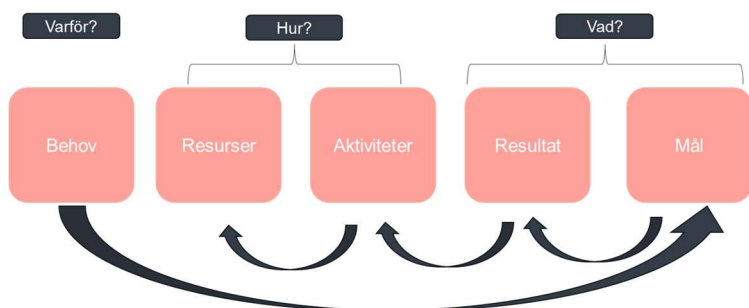 Varför?
Hur?
Vad?
Behov
Resurser
Aktiviteter
Resultat
Mål